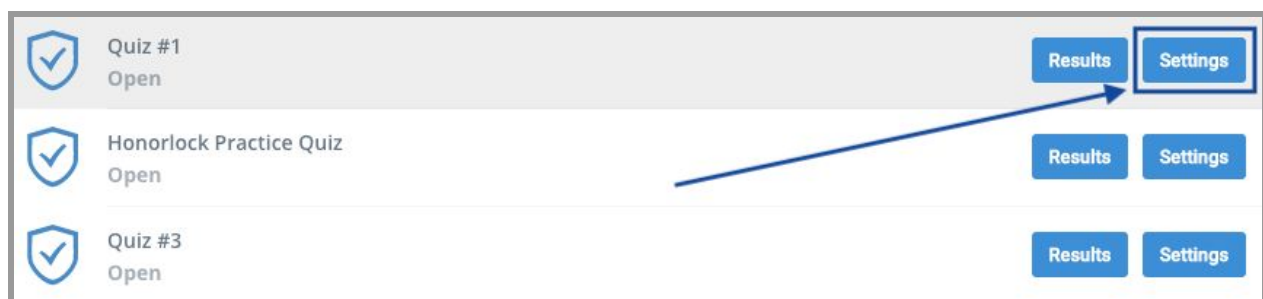 Quiz #1
Open
Results Settings
Honorlock Practice Quiz
Open
Results Settings
Quiz #3
Open
Results Settings